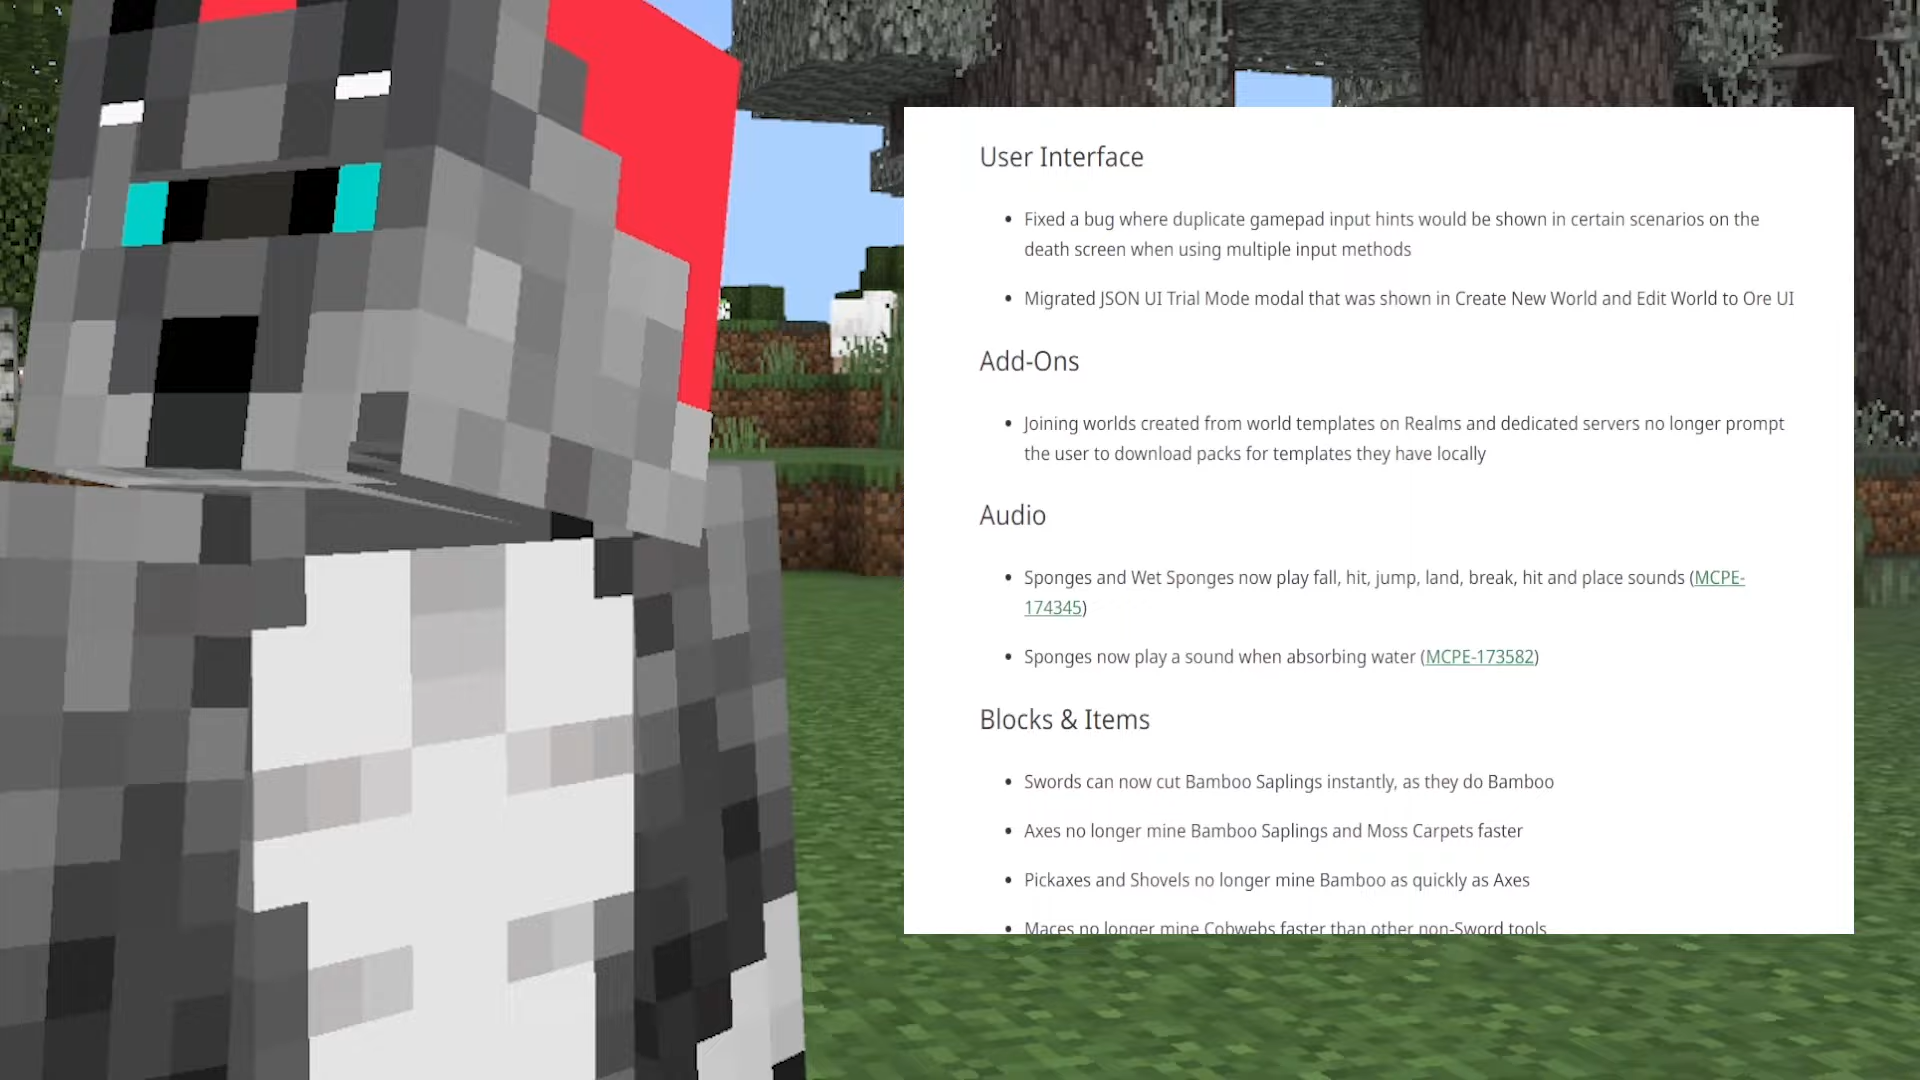 User Interface
Fixed a bug where duplicate gamepad input hints would be shown in certain scenarios on the
death screen when using multiple input methods
Migrated JSON UI Trial Mode modal that was shown in Create New World and Edit World to Ore UI
Add-Ons
Joining worlds created from world templates on Realms and dedicated servers no longer prompt
the user to download packs for templates they have locally
Audio
Sponges and Wet Sponges now play fall, hit, jump, land, break, hit and place sounds (MCPE-
174345)
Sponges now play a sound when absorbing water (MCPE-173582)
Blocks & Items
Swords can now cut Bamboo Saplings instantly, as they do Bamboo
Axes no longer mine Bamboo Saplings and Moss Carpets faster
Pickaxes and Shovels no longer mine Bamboo as quickly as Axes
Maces no longer mine Cobwebs faster than other non-Sword tools